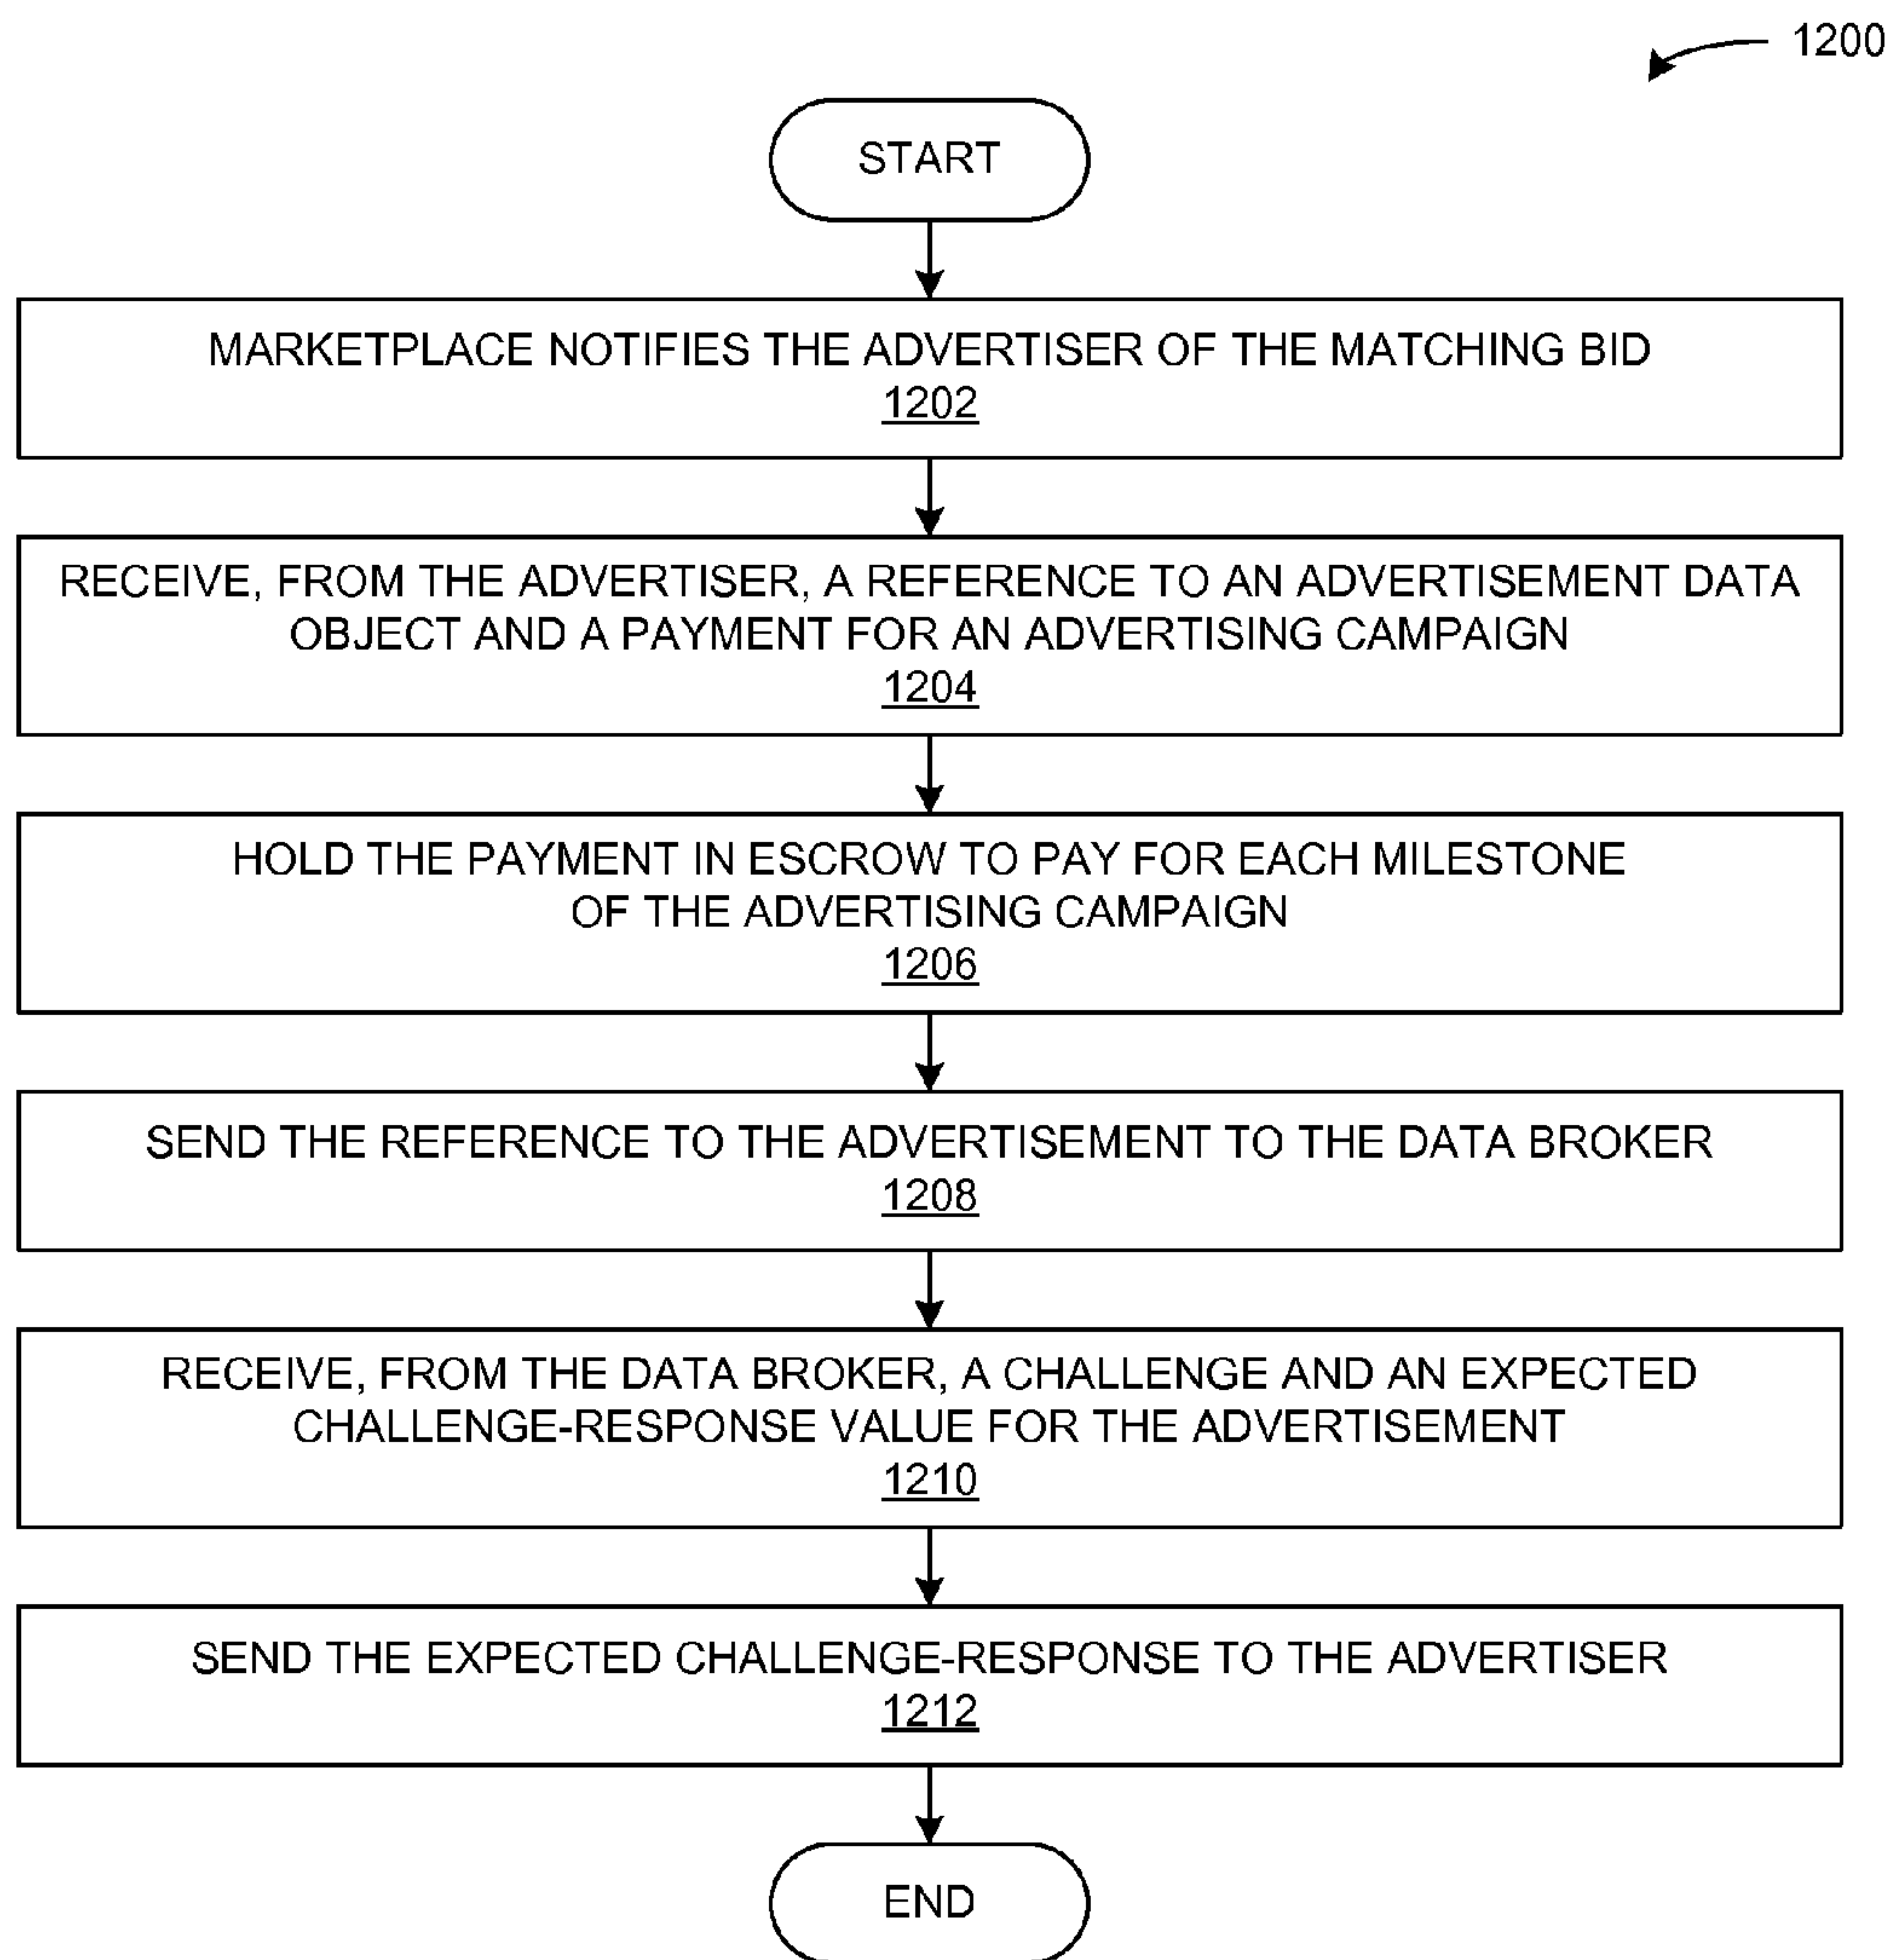 1200
START
MARKETPLACE NOTIFIES THE ADVERTISER OF THE MATCHING BID
1202
RECEIVE, FROM THE ADVERTISER, A REFERENCE TO AN ADVERTISEMENT DATA
OBJECT AND A PAYMENT FOR AN ADVERTISING CAMPAIGN
1204
HOLD THE PAYMENT IN ESCROW TO PAY FOR EACH MILESTONE
OF THE ADVERTISING CAMPAIGN
1206
SEND THE REFERENCE TO THE ADVERTISEMENT TO THE DATA BROKER
1208
RECEIVE, FROM THE DATA BROKER, A CHALLENGE AND AN EXPECTED
CHALLENGE-RESPONSE VALUE FOR THE ADVERTISEMENT
1210
SEND THE EXPECTED CHALLENGE-RESPONSE TO THE ADVERTISER
1212
END